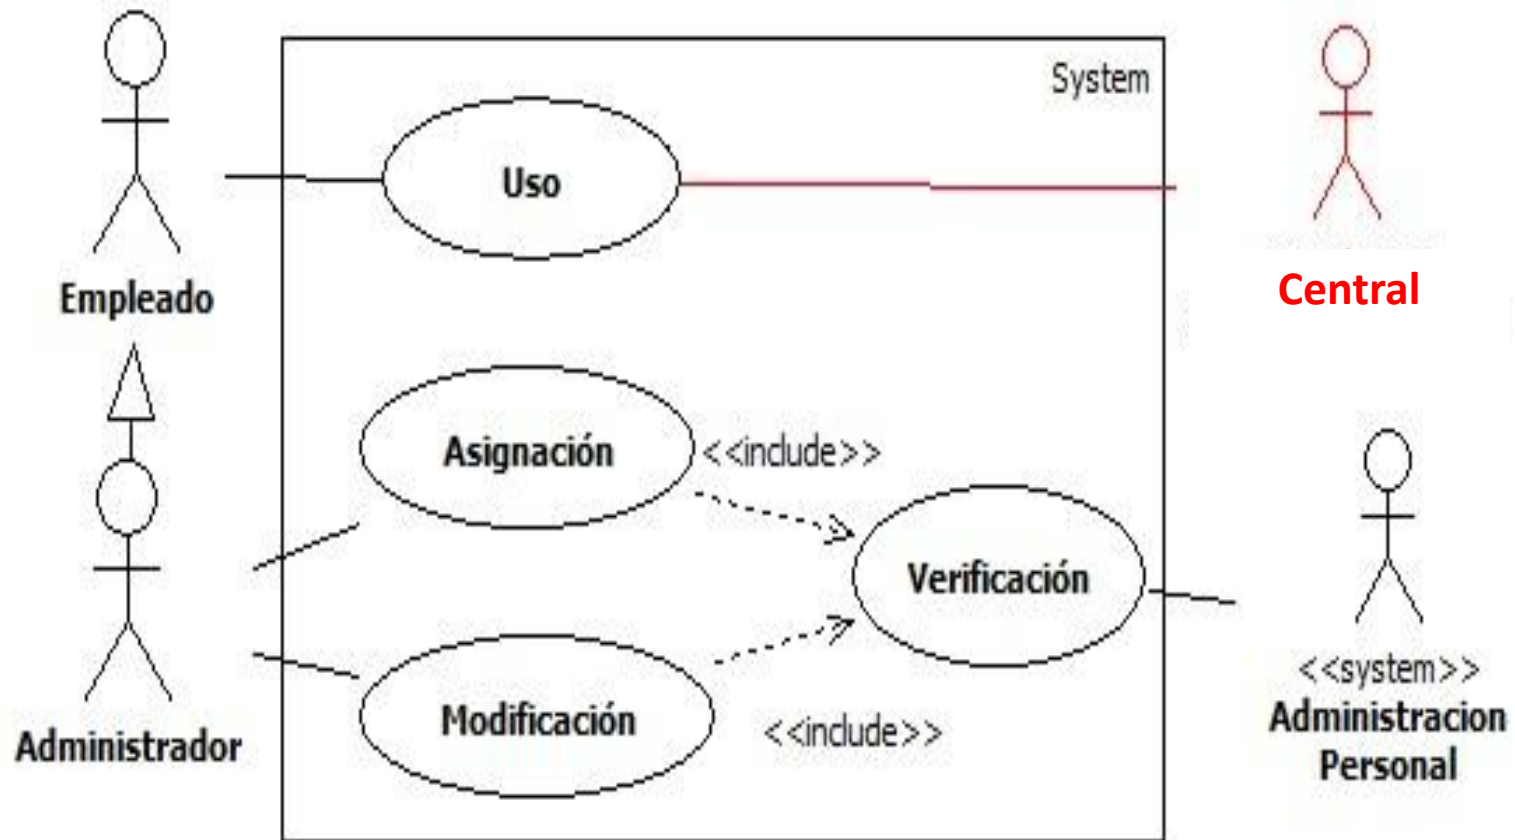 System
Uso
Empleado
Central
Asignación
<<include>>
Verificación
Modificación
<<include>>
Administrador
<<system>>
Administracion
Personal